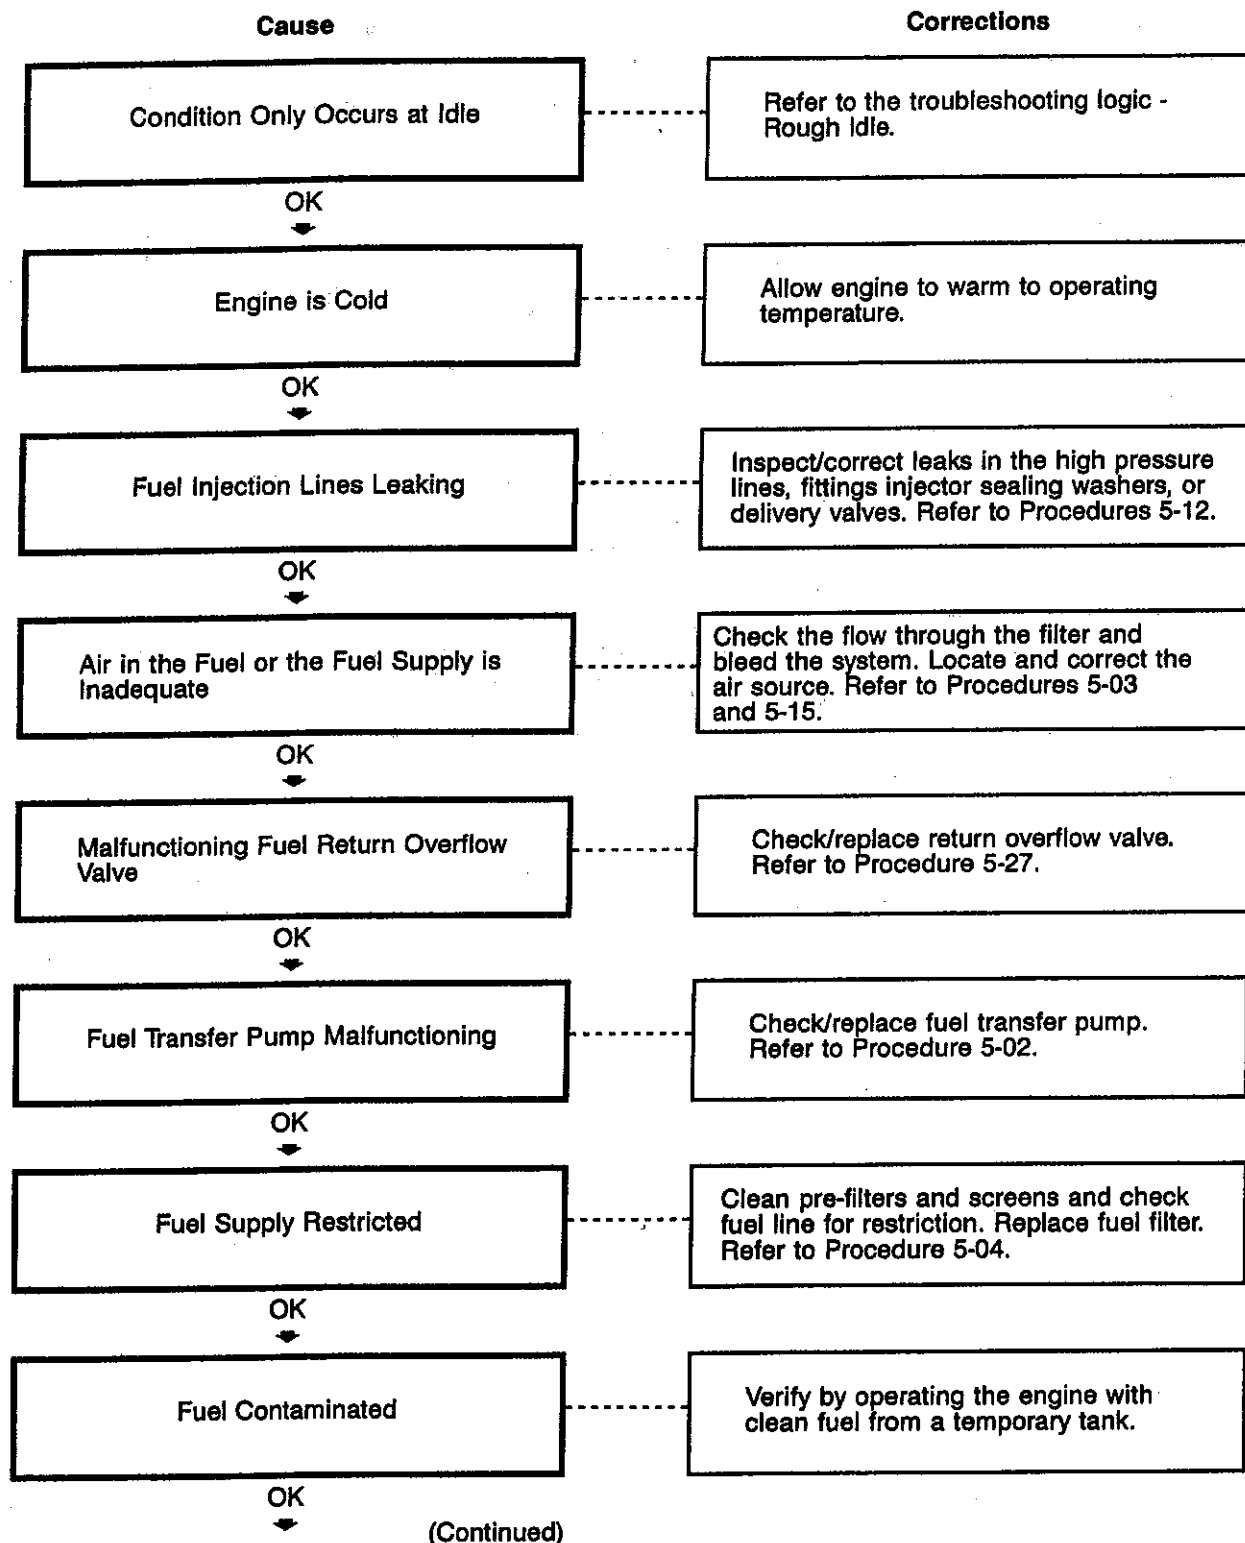 Cause
Corrections
Condition Only Occurs at Idle
Refer to the troubleshooting logic -
Rough Idle.
OK
Engine is Cold
Allow engine to warm to operating
temperature.
OK
Fuel Injection Lines Leaking
Inspect/correct leaks in the high pressure
lines, fittings injector sealing washers, or
delivery valves. Refer to Procedures 5-12.
OK
Air in the Fuel or the Fuel Supply is
Inadequate
Check the flow through the filter and
bleed the system. Locate and correct the
air source. Refer to Procedures 5-03
and 5-15.
OK
Malfunctioning Fuel Return Overflow
Valve
Check/replace return overflow valve.
Refer to Procedure 5-27.
OK
Fuel Transfer Pump Malfunctioning
Check/replace fuel transfer pump.
Refer to Procedure 5-02.
OK
Fuel Supply Restricted
Clean pre-filters and screens and check
fuel line for restriction. Replace fuel filter.
Refer to Procedure 5-04.
OK
Fuel Contaminated
Verify by operating the engine with
clean fuel from a temporary tank.
OK
(Continued)